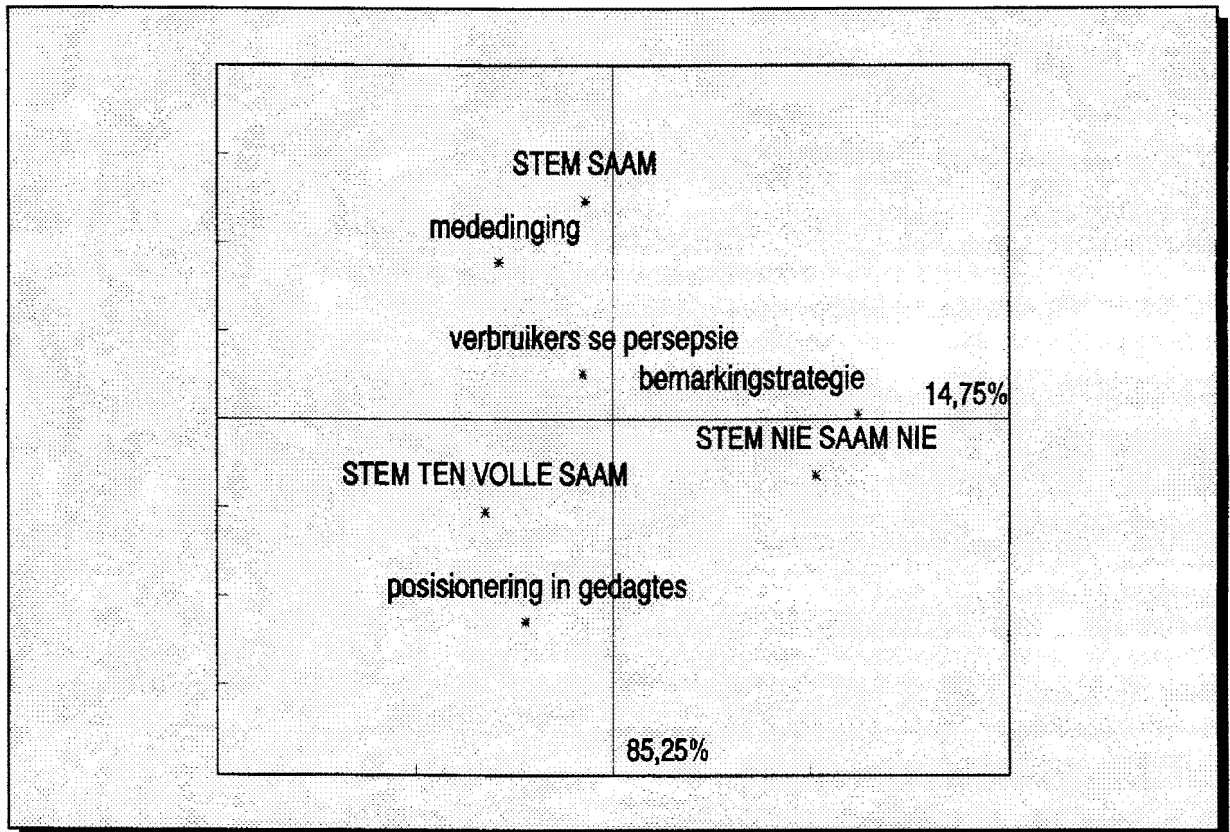 STEM SAAM
mededinging
verbruikers se persepsie
bemarkingstrategie
14,75%
STEM NIE SAAM NIE
STEM TEN VOLLE SAAM
posisionering in gedagtes
85,25%